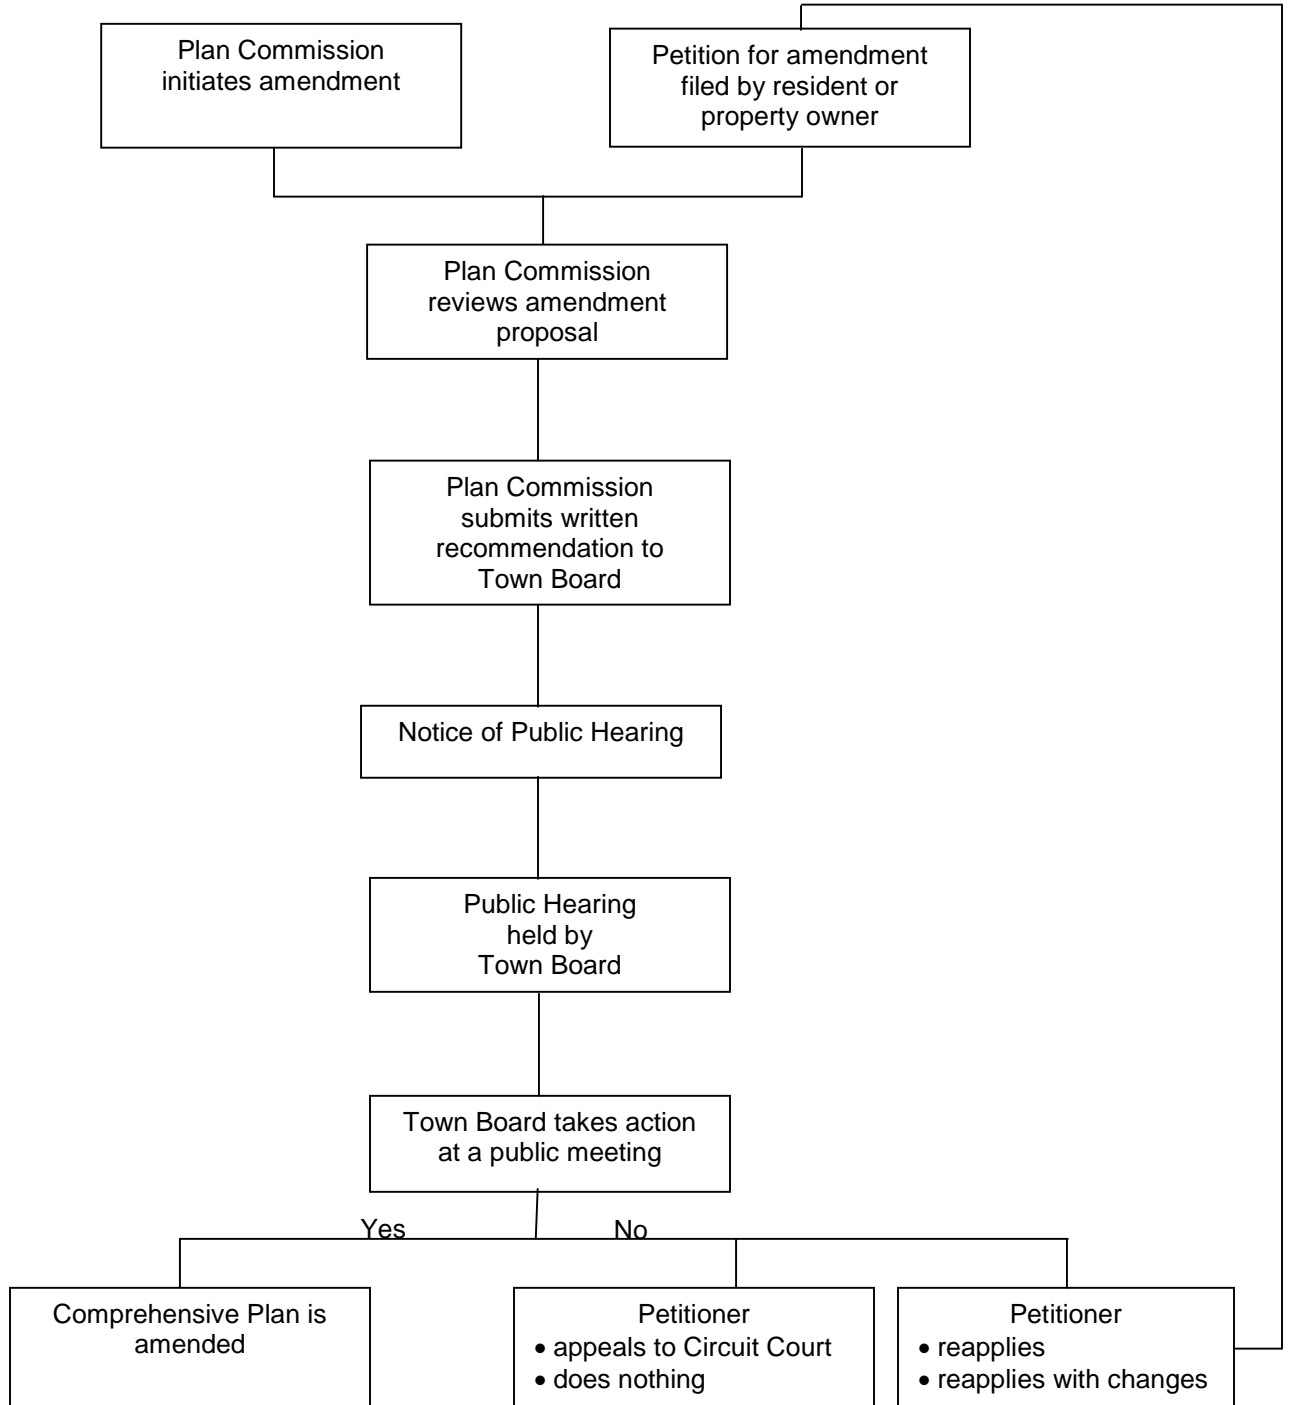 Plan Commission
initiates amendment
Petition for amendment
filed by resident or
property owner
Plan Commission
reviews amendment
proposal
Plan Commission
submits written
recommendation to
Town Board
Notice of Public Hearing
Public Hearing
held by
Town Board
Town Board takes action
at a public meeting
Yes
No
Comprehensive Plan is
amended
Petitioner
• appeals to Circuit Court
• does nothing
Petitioner
• reapplies
• reapplies with changes